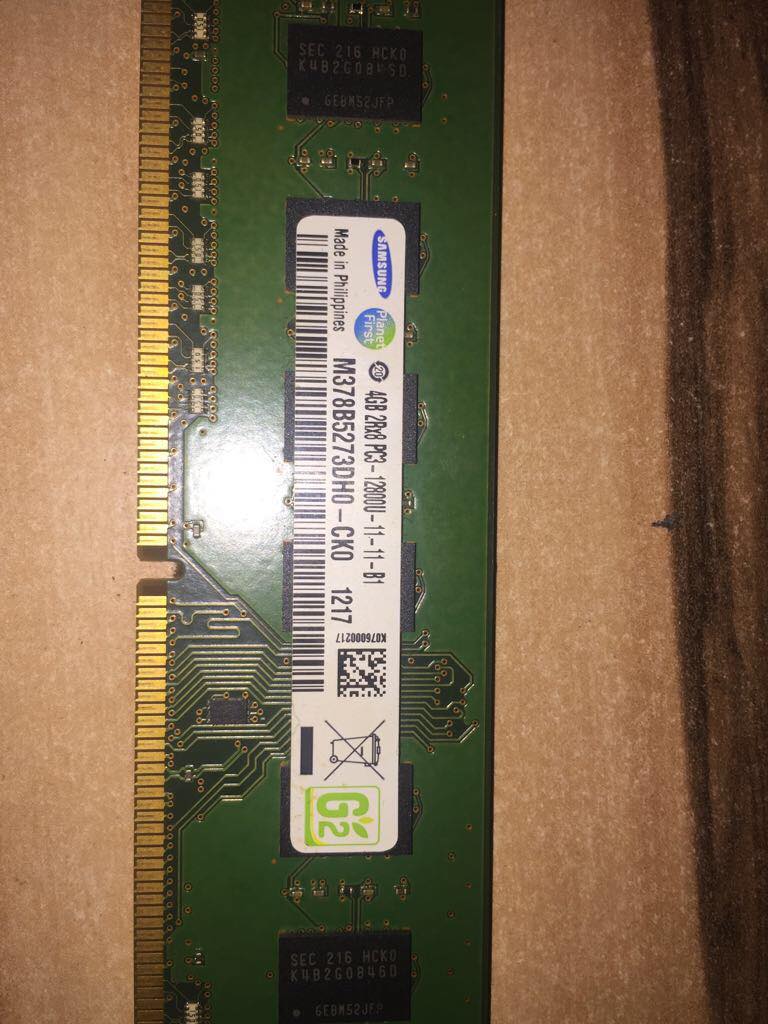 SEC 216 HCK0
K4B2G0846D
GEBM52JFP
SAMSUNG
Planet
First
20
4GB 2Rx8 PC3-12800U-11-11-B1
Made in Philippines
M378B5273DH0-CK0 1217
K076000217
G2
SEC 216 HCK0
K4B2G0846D
GEBM52JFP